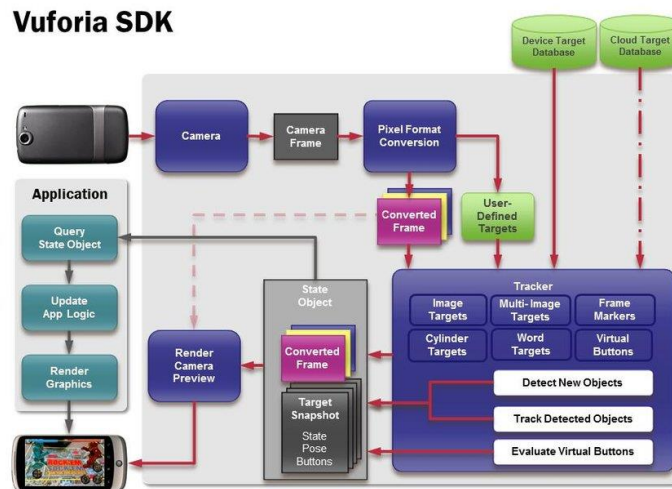 Vuforia SDK
Device Target
Database
Cloud Target
Database
Camera
Camera
Frame
Pixel Format
Conversion
Application
Query
State Object
Update
App Logic
Render
Graphics
Converted
Frame
User-
Defined
Targets
State
Object
Converted
Frame
Target
Snapshot
State
Pose
Buttons
Render
Camera
Preview
Tracker
Image
Targets
Multi-Image
Targets
Frame
Markers
Cylinder
Targets
Word
Targets
Virtual
Buttons
Detect New Objects
Track Detected Objects
Evaluate Virtual Buttons